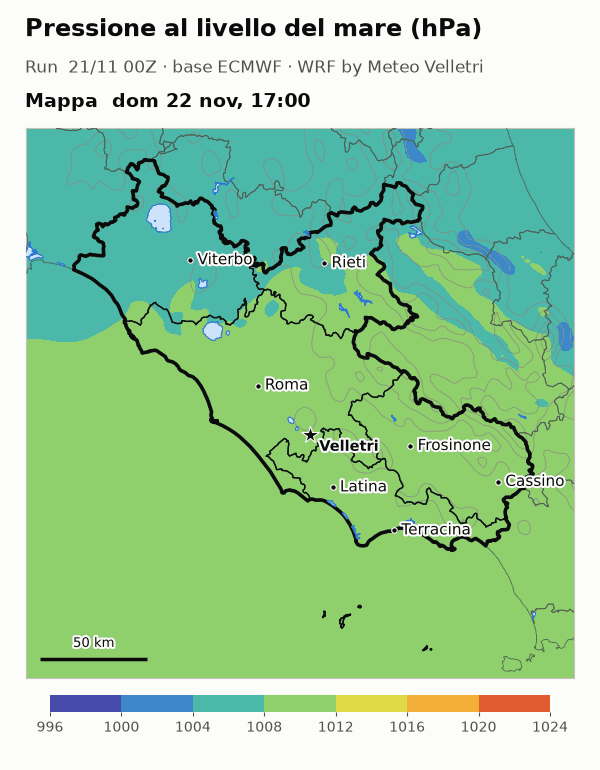 Pressione al livello del mare (hPa)
Run  21/11 00Z · base ECMWF · WRF by Meteo Velletri
Mappa  dom 22 nov, 17:00
Viterbo
Rieti
Roma
Velletri
Frosinone
Cassino
Latina
Terracina
50 km
996 1000 1004 1008 1012 1016 1020 1024